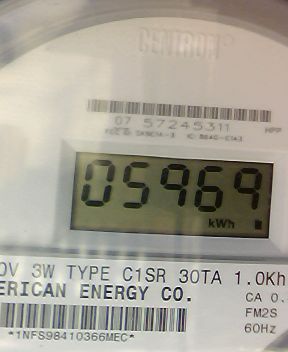 CENTRON
07 57245311
HPP
05969
kWh
0V 3W TYPE C1SR 30TA 1.0Kh
ERICAN ENERGY CO.
CA 0.
FM2S
60Hz
*1NFS98410366MEC*